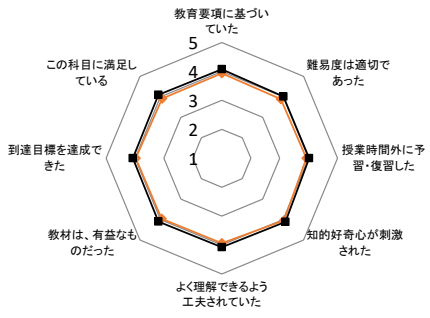 教育要項に基づい
ていた
難易度は適切で
あった
授業時間外に予
習・復習した
知的好奇心が刺激
された
よく理解できるよう
工夫されていた
教材は、有益なも
のだった
到達目標を達成で
きた
この科目に満足し
ている
5
4
3
2
1